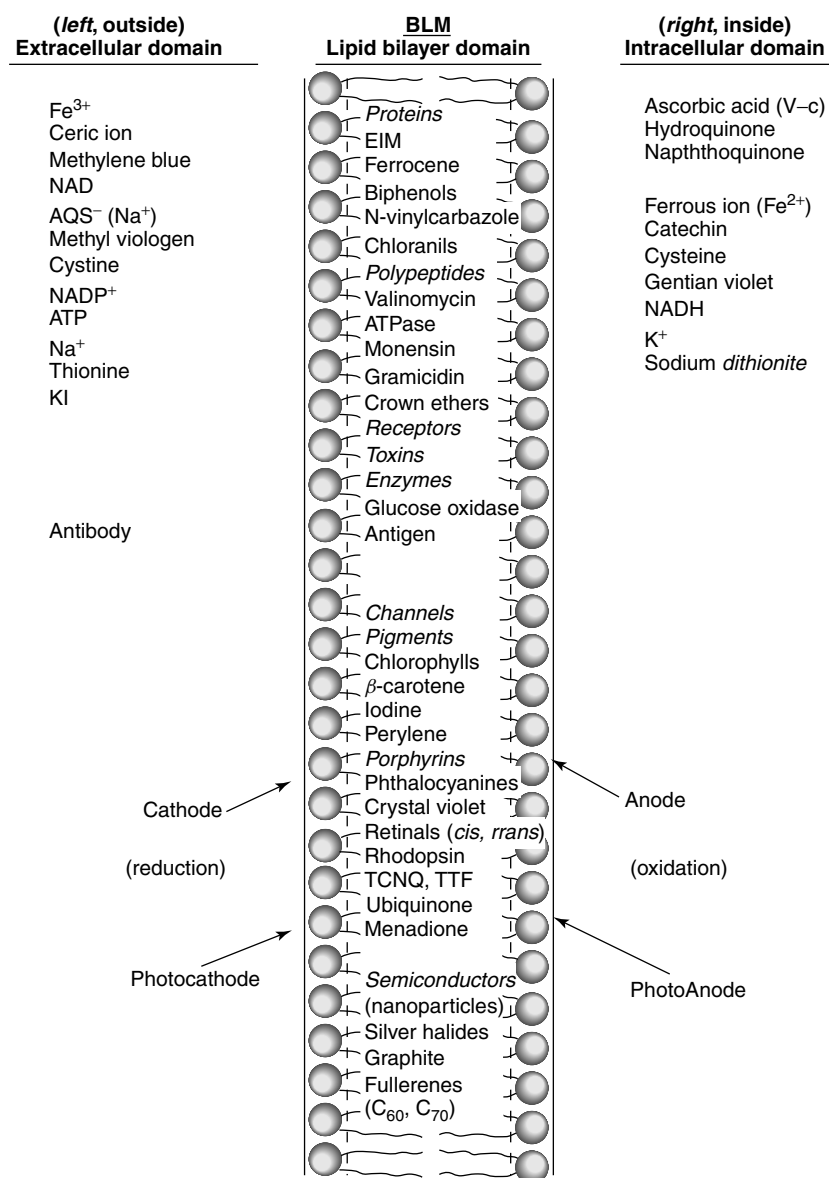 (left, outside)
Extracellular domain
Fe³⁺
Ceric ion
Methylene blue
NAD
AQS⁻ (Na⁺)
Methyl viologen
Cystine
NADP⁺
ATP
Na⁺
Thionine
KI
Antibody
Cathode
(reduction)
Photocathode
BLM
Lipid bilayer domain
Proteins
EIM
Ferrocene
Biphenols
N-vinylcarbazole
Chloranils
Polypeptides
Valinomycin
ATPase
Monensin
Gramicidin
Crown ethers
Receptors
Toxins
Enzymes
Glucose oxidase
Antigen
Channels
Pigments
Chlorophylls
β-carotene
Iodine
Perylene
Porphyrins
Phthalocyanines
Crystal violet
Retinals (cis, rrans)
Rhodopsin
TCNQ, TTF
Ubiquinone
Menadione
Semiconductors
(nanoparticles)
Silver halides
Graphite
Fullerenes
(C₆₀, C₇₀)
(right, inside)
Intracellular domain
Ascorbic acid (V–c)
Hydroquinone
Napththoquinone
Ferrous ion (Fe²⁺)
Catechin
Cysteine
Gentian violet
NADH
K⁺
Sodium dithionite
Anode
(oxidation)
PhotoAnode